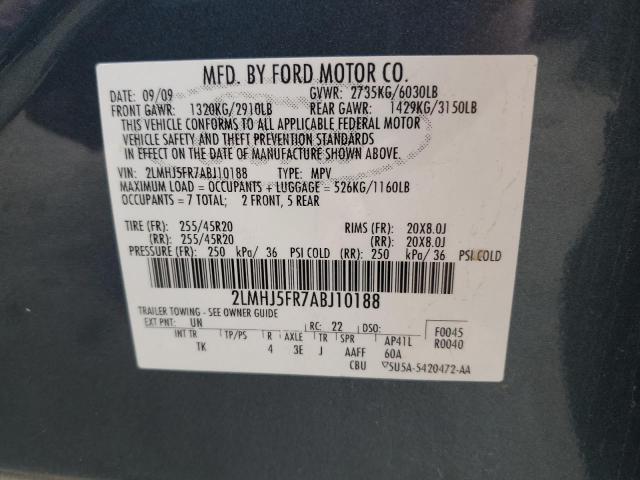 MFD. BY FORD MOTOR CO.
DATE: 09/09 GVWR: 2735KG/6030LB
FRONT GAWR: 1320KG/2910LB REAR GAWR: 1429KG/3150LB
THIS VEHICLE CONFORMS TO ALL APPLICABLE FEDERAL MOTOR
VEHICLE SAFETY AND THEFT PREVENTION STANDARDS
IN EFFECT ON THE DATE OF MANUFACTURE SHOWN ABOVE.
VIN: 2LMHJ5FR7ABJ10188 TYPE: MPV
MAXIMUM LOAD = OCCUPANTS + LUGGAGE = 526KG/1160LB
OCCUPANTS = 7 TOTAL; 2 FRONT, 5 REAR
TIRE (FR): 255/45R20 RIMS (FR): 20X8.0J
(RR): 255/45R20 (RR): 20X8.0J
PRESSURE (FR): 250 kPa/ 36 PSI COLD (RR): 250 kPa/ 36 PSI COLD
2LMHJ5FR7ABJ10188
TRAILER TOWING - SEE OWNER GUIDE
EXT PNT: UN RC: 22 DSO: F0045
INT TR TP/PS R AXLE TR SPR AP41L R0040
TK 4 3E J AAFF 60A
CBU 5U5A-5420472-AA